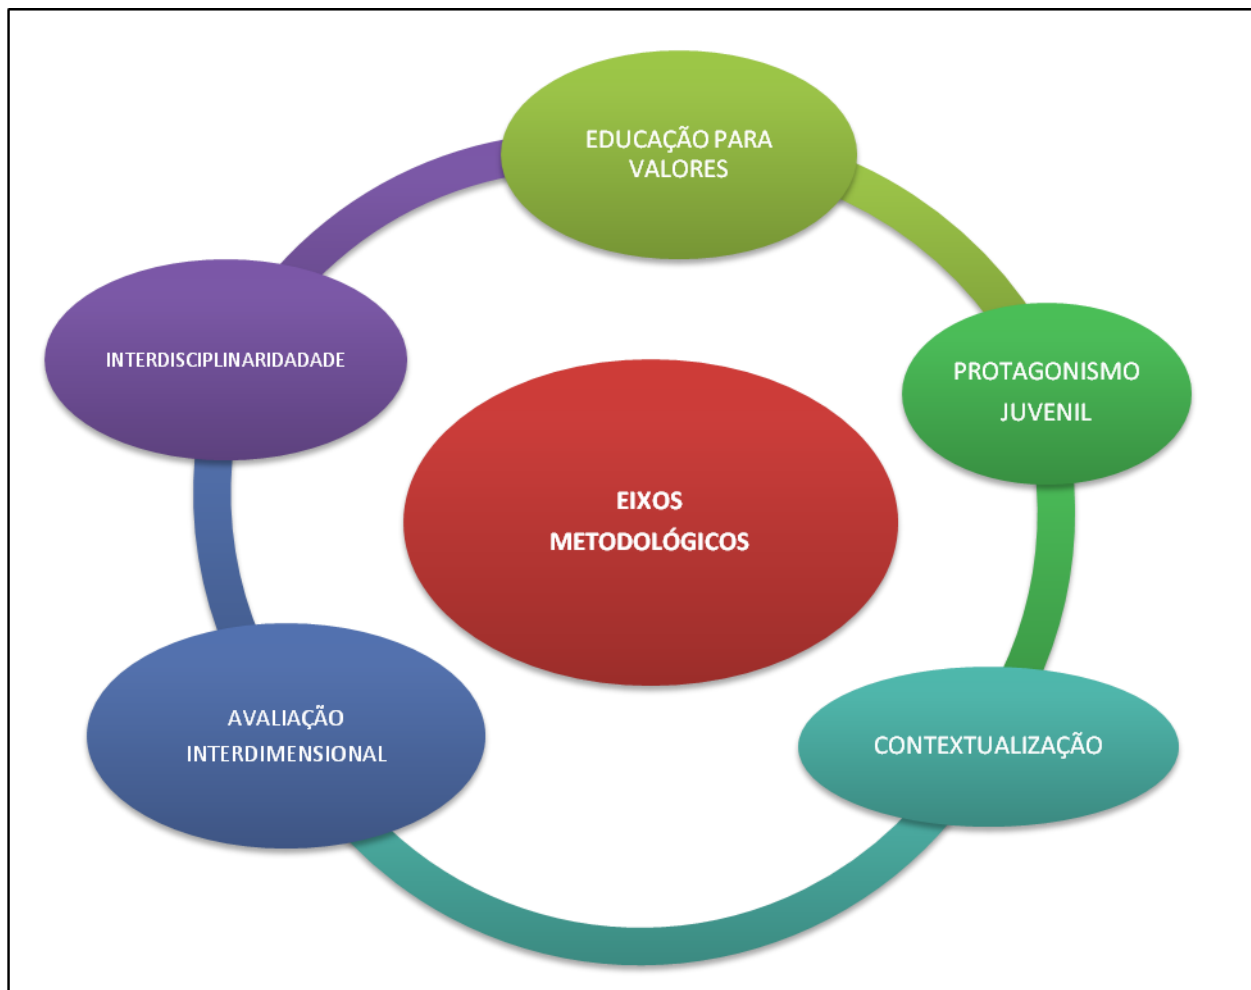 EDUCAÇÃO PARA
VALORES
PROTAGONISMO
JUVENIL
CONTEXTUALIZAÇÃO
AVALIAÇÃO
INTERDIMENSIONAL
INTERDISCIPLINARIDADADE
EIXOS
METODOLÓGICOS